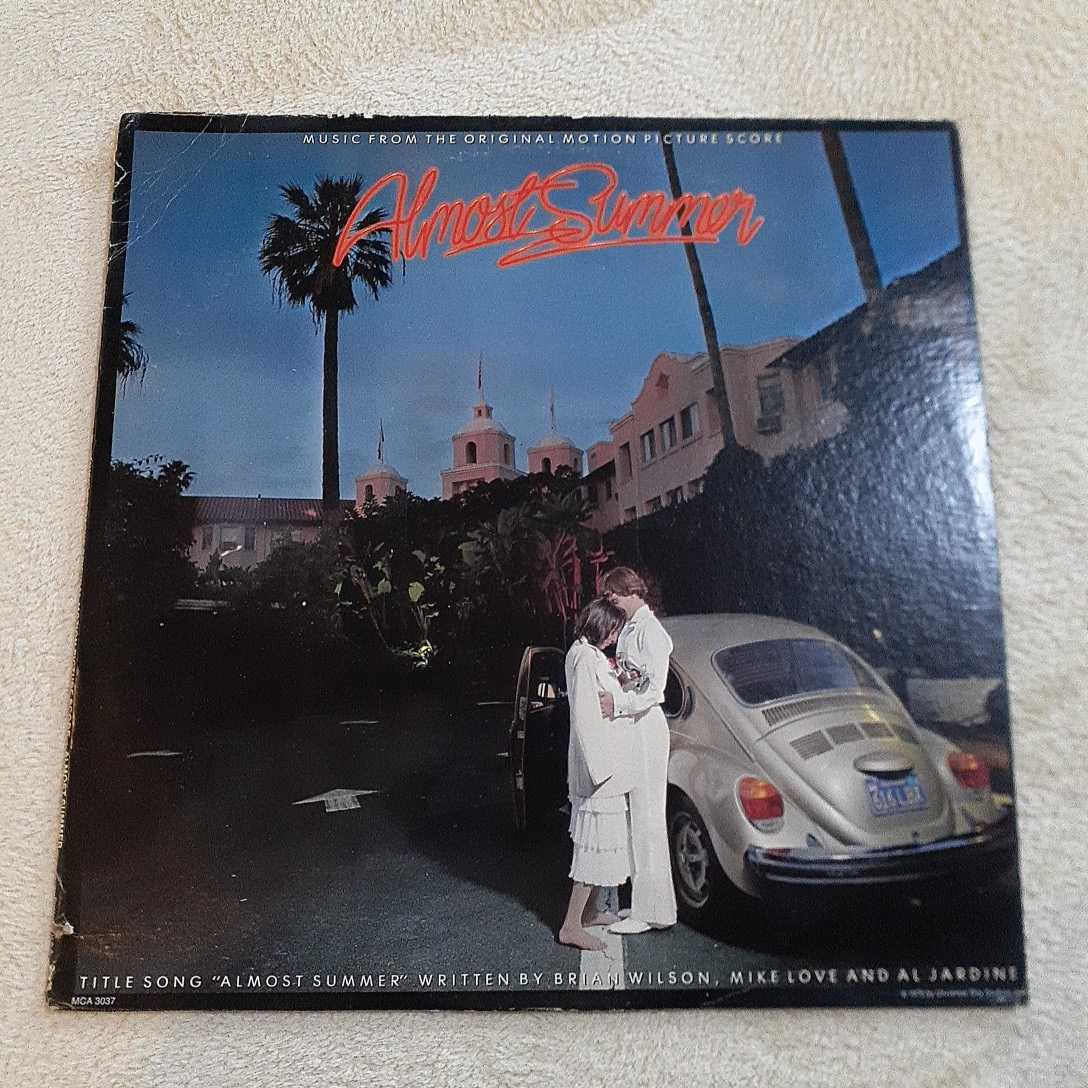 MUSIC FROM THE ORIGINAL MOTION PICTURE SCORE
Almost Summer
TITLE SONG "ALMOST SUMMER" WRITTEN BY BRIAN WILSON, MIKE LOVE AND AL JARDINE
MCA 3037